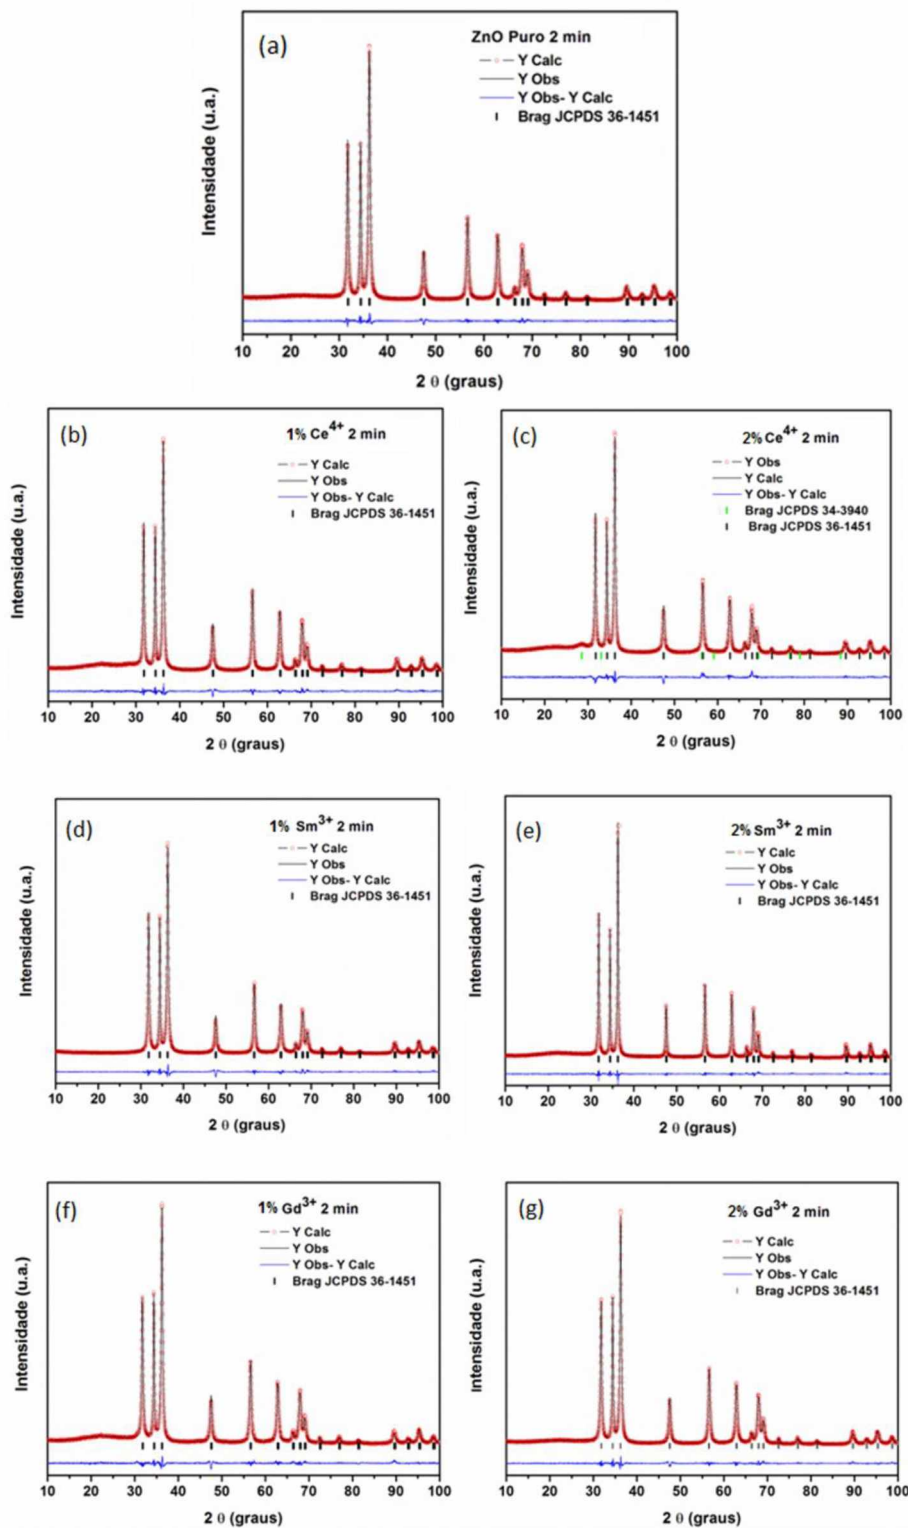 (a)
ZnO Puro 2 min
Y Calc
Y Obs
Y Obs- Y Calc
Brag JCPDS 36-1451
Intensidade (u.a.)
10 20 30 40 50 60 70 80 90 100
2 θ (graus)
(b)
1% Ce4+ 2 min
Y Calc
Y Obs
Y Obs- Y Calc
Brag JCPDS 36-1451
Intensidade (u.a.)
10 20 30 40 50 60 70 80 90 100
2 θ (graus)
(c)
2% Ce4+ 2 min
Y Obs
Y Calc
Y Obs- Y Calc
Brag JCPDS 34-3940
Brag JCPDS 36-1451
Intensidade (u.a.)
10 20 30 40 50 60 70 80 90 100
2 θ (graus)
(d)
1% Sm3+ 2 min
Y Calc
Y Obs
Y Obs- Y Calc
Brag JCPDS 36-1451
Intensidade (u.a.)
10 20 30 40 50 60 70 80 90 100
2 θ (graus)
(e)
2% Sm3+ 2 min
Y Calc
Y Obs
Y Obs- Y Calc
Brag JCPDS 36-1451
Intensidade (u.a.)
10 20 30 40 50 60 70 80 90 100
2 θ (graus)
(f)
1% Gd3+ 2 min
Y Calc
Y Obs
Y Obs- Y Calc
Brag JCPDS 36-1451
Intensidade (u.a.)
10 20 30 40 50 60 70 80 90 100
2 θ (graus)
(g)
2% Gd3+ 2 min
Y Calc
Y Obs
Y Obs- Y Calc
Brag JCPDS 36-1451
Intensidade (u.a.)
10 20 30 40 50 60 70 80 90 100
2 θ (graus)